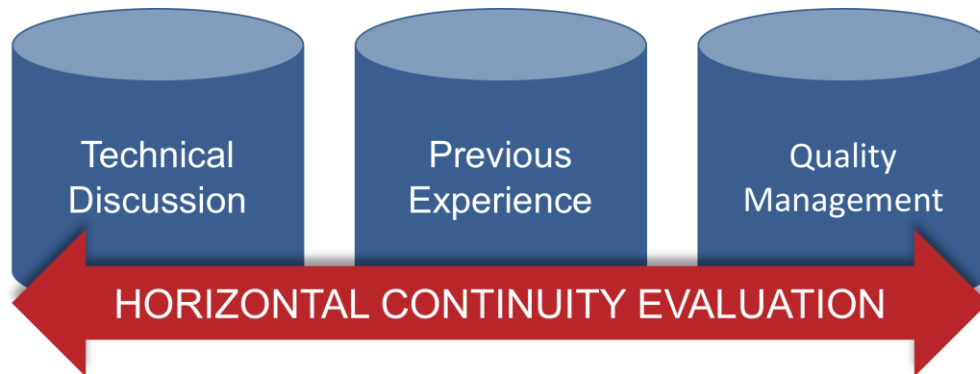 Technical
Discussion
Previous
Experience
Quality
Management
HORIZONTAL CONTINUITY EVALUATION